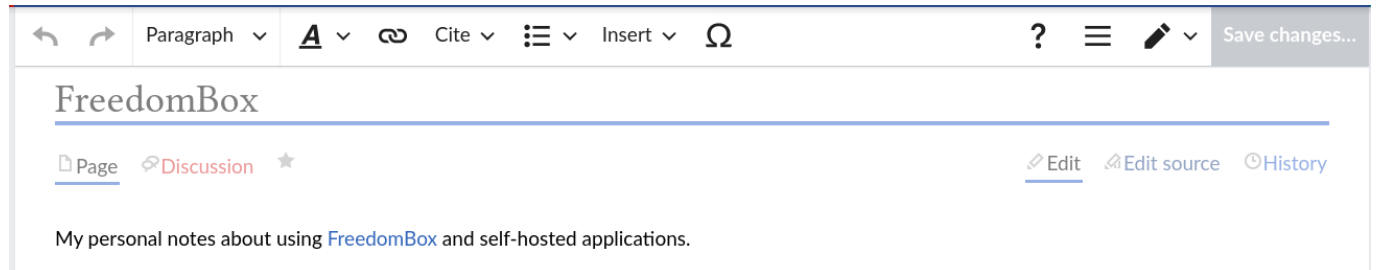 Paragraph A Cite Insert Ω ? Save changes...
FreedomBox
Page Discussion Edit Edit source History
My personal notes about using FreedomBox and self-hosted applications.